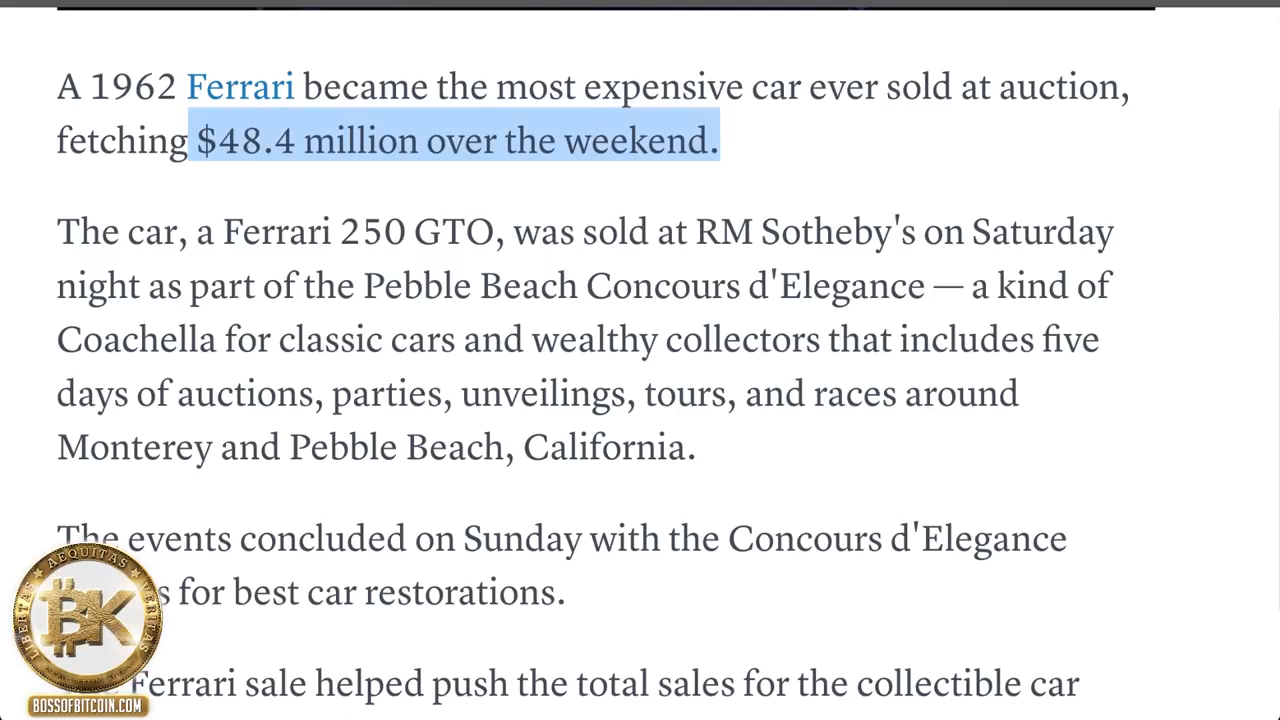 A 1962 Ferrari became the most expensive car ever sold at auction,
fetching $48.4 million over the weekend.
The car, a Ferrari 250 GTO, was sold at RM Sotheby's on Saturday
night as part of the Pebble Beach Concours d'Elegance — a kind of
Coachella for classic cars and wealthy collectors that includes five
days of auctions, parties, unveilings, tours, and races around
Monterey and Pebble Beach, California.
The events concluded on Sunday with the Concours d'Elegance
for best car restorations.
Ferrari sale helped push the total sales for the collectible car
LIBERTAS ★ AEQUITAS ★ VERITAS
BK
BOSSOFBITCOIN.COM